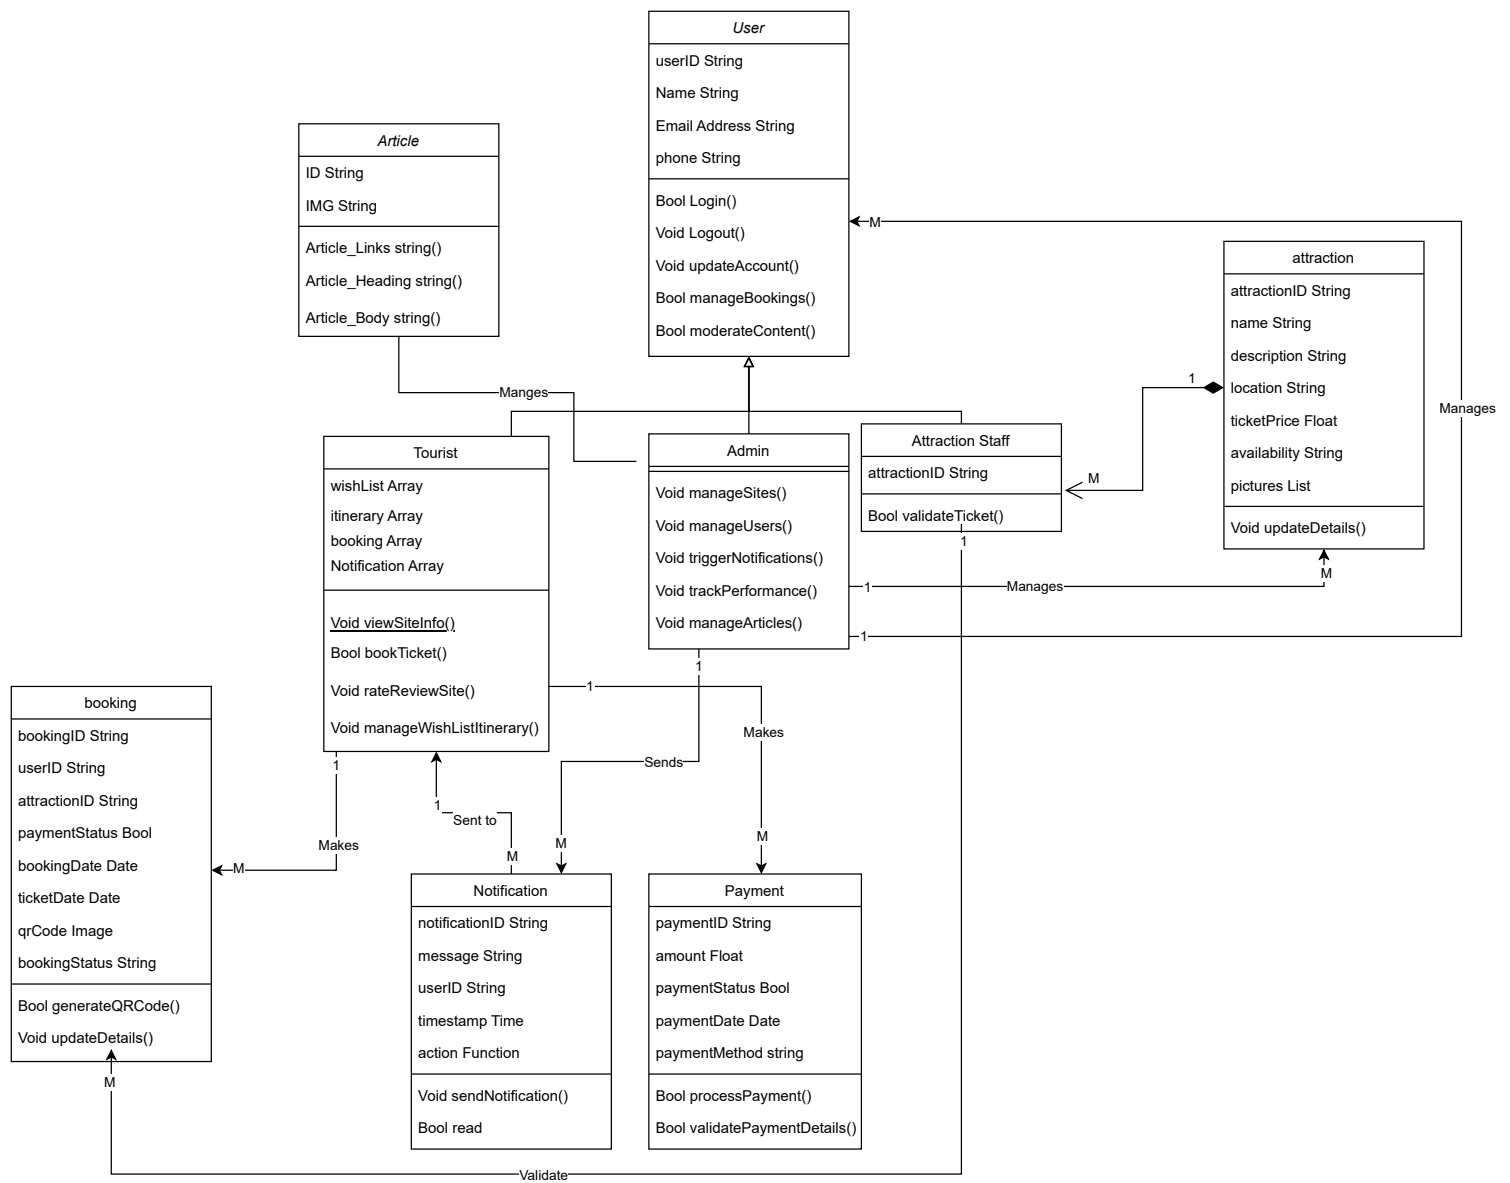 User
userID String
Name String
Email Address String
phone String
Bool Login()
Void Logout()
Void updateAccount()
Bool manageBookings()
Bool moderateContent()
Article
ID String
IMG String
Article_Links string()
Article_Heading string()
Article_Body string()
Manges
M
Manages
attraction
attractionID String
name String
description String
location String
ticketPrice Float
availability String
pictures List
Void updateDetails()
1
M
Tourist
wishList Array
itinerary Array
booking Array
Notification Array
Void viewSiteInfo()
Bool bookTicket()
Void rateReviewSite()
Void manageWishListItinerary()
Admin
Void manageSites()
Void manageUsers()
Void triggerNotifications()
Void trackPerformance()
Void manageArticles()
Attraction Staff
attractionID String
Bool validateTicket()
1
1
Manages
M
1
1
1
Makes
M
Sends
M
1
Makes
M
1
Sent to
M
booking
bookingID String
userID String
attractionID String
paymentStatus Bool
bookingDate Date
ticketDate Date
qrCode Image
bookingStatus String
Bool generateQRCode()
Void updateDetails()
M
Notification
notificationID String
message String
userID String
timestamp Time
action Function
Void sendNotification()
Bool read
Payment
paymentID String
amount Float
paymentStatus Bool
paymentDate Date
paymentMethod string
Bool processPayment()
Bool validatePaymentDetails()
Validate